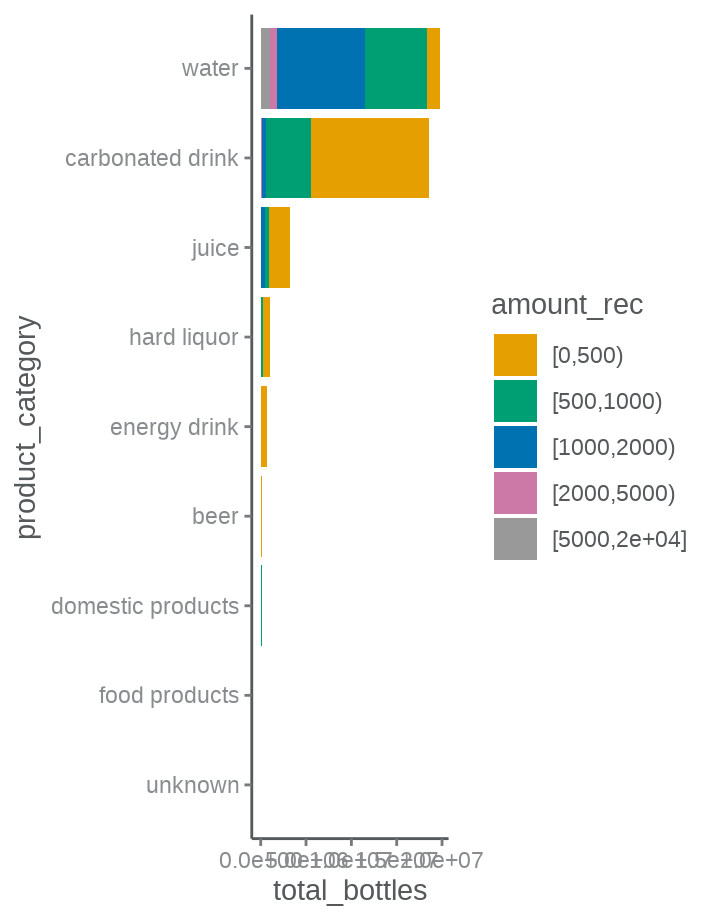 water
carbonated drink
juice
hard liquor
energy drink
beer
domestic products
food products
unknown
product_category
0.0e+00 5.0e+06 1.0e+07 1.5e+07 2.0e+07
total_bottles
amount_rec
[0,500)
[500,1000)
[1000,2000)
[2000,5000)
[5000,2e+04]